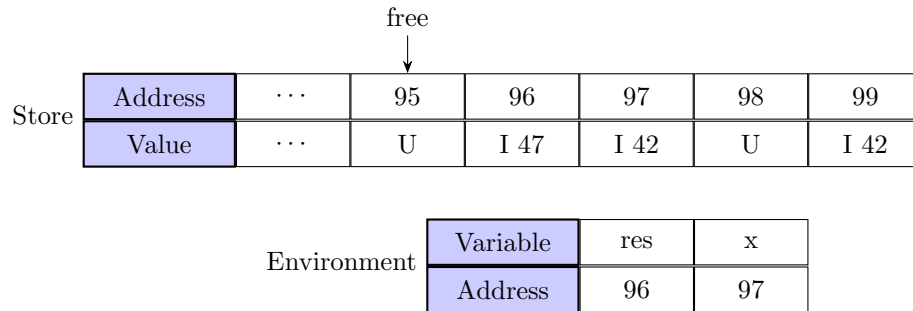 free
Store Address ··· 95 96 97 98 99
Value ··· U I 47 I 42 U I 42
Environment Variable res x
Address 96 97